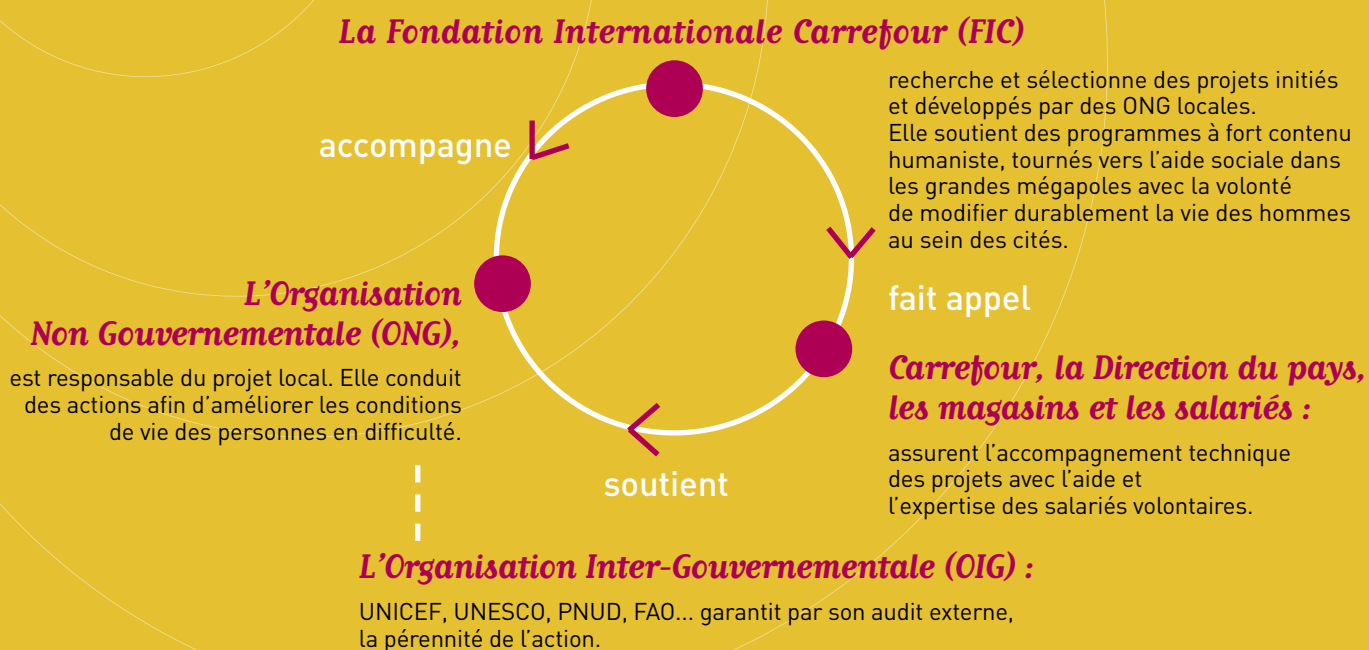 La Fondation Internationale Carrefour (FIC)
recherche et sélectionne des projets initiés
et développés par des ONG locales.
Elle soutient des programmes à fort contenu
humaniste, tournés vers l'aide sociale dans
les grandes mégapoles avec la volonté
de modifier durablement la vie des hommes
au sein des cités.
accompagne
fait appel
L'Organisation
Non Gouvernementale (ONG),
est responsable du projet local. Elle conduit
des actions afin d'améliorer les conditions
de vie des personnes en difficulté.
Carrefour, la Direction du pays,
les magasins et les salariés :
assurent l'accompagnement technique
des projets avec l'aide et
l'expertise des salariés volontaires.
soutient
L'Organisation Inter-Gouvernementale (OIG) :
UNICEF, UNESCO, PNUD, FAO... garantit par son audit externe,
la pérennité de l'action.